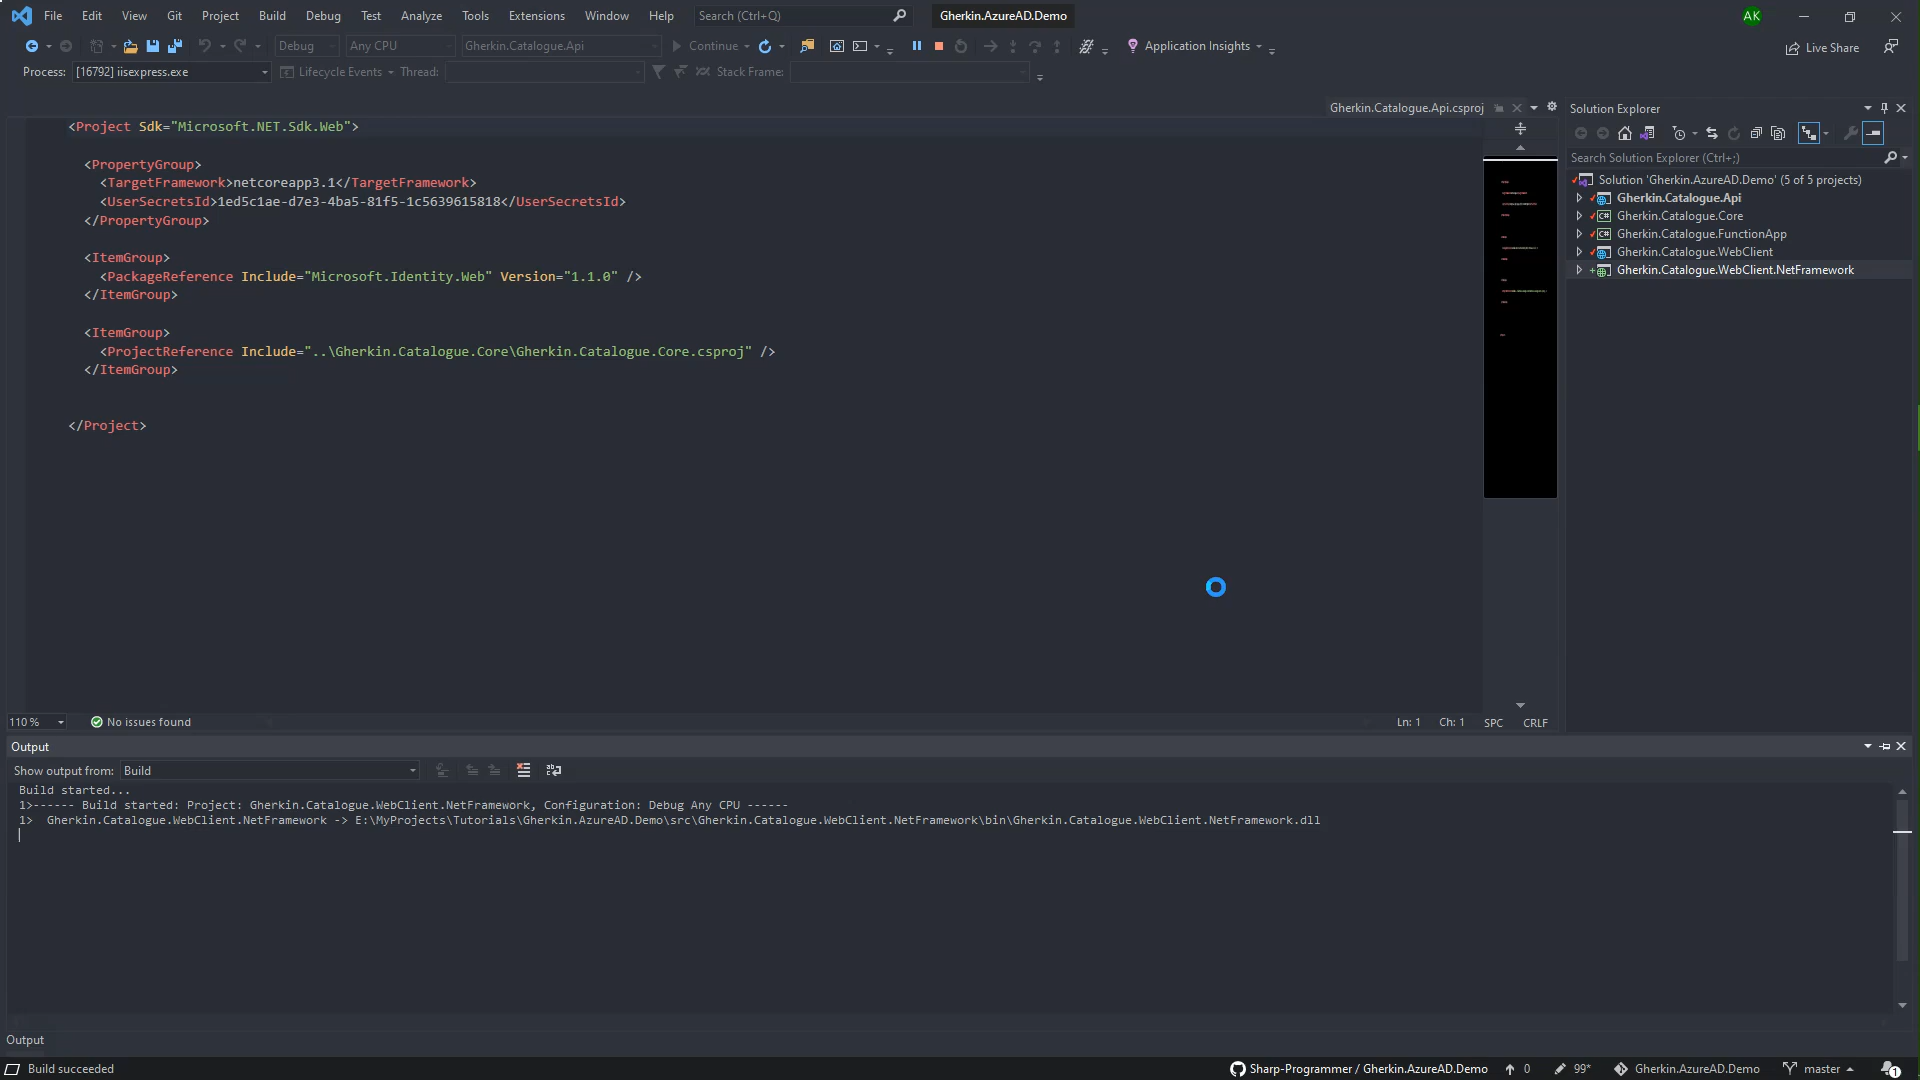 File Edit View Git Project Build Debug Test Analyze Tools Extensions Window Help Search (Ctrl+Q) Gherkin.AzureAD.Demo AK
Debug Any CPU Gherkin.Catalogue.Api Continue Application Insights Live Share
Process: [16792] iisexpress.exe Lifecycle Events Thread: Stack Frame:
Gherkin.Catalogue.Api.csproj
<Project Sdk="Microsoft.NET.Sdk.Web">
<PropertyGroup>
<TargetFramework>netcoreapp3.1</TargetFramework>
<UserSecretsId>1ed5c1ae-d7e3-4ba5-81f5-1c5639615818</UserSecretsId>
</PropertyGroup>
<ItemGroup>
<PackageReference Include="Microsoft.Identity.Web" Version="1.1.0" />
</ItemGroup>
<ItemGroup>
<ProjectReference Include="..\Gherkin.Catalogue.Core\Gherkin.Catalogue.Core.csproj" />
</ItemGroup>
</Project>
110 % No issues found Ln: 1 Ch: 1 SPC CRLF
Solution Explorer
Search Solution Explorer (Ctrl+;)
Solution 'Gherkin.AzureAD.Demo' (5 of 5 projects)
Gherkin.Catalogue.Api
C# Gherkin.Catalogue.Core
C# Gherkin.Catalogue.FunctionApp
Gherkin.Catalogue.WebClient
Gherkin.Catalogue.WebClient.NetFramework
Output
Show output from: Build
Build started...
1>------ Build started: Project: Gherkin.Catalogue.WebClient.NetFramework, Configuration: Debug Any CPU ------
1>  Gherkin.Catalogue.WebClient.NetFramework -> E:\MyProjects\Tutorials\Gherkin.AzureAD.Demo\src\Gherkin.Catalogue.WebClient.NetFramework\bin\Gherkin.Catalogue.WebClient.NetFramework.dll
Output
Build succeeded Sharp-Programmer / Gherkin.AzureAD.Demo 0 99* Gherkin.AzureAD.Demo master 1